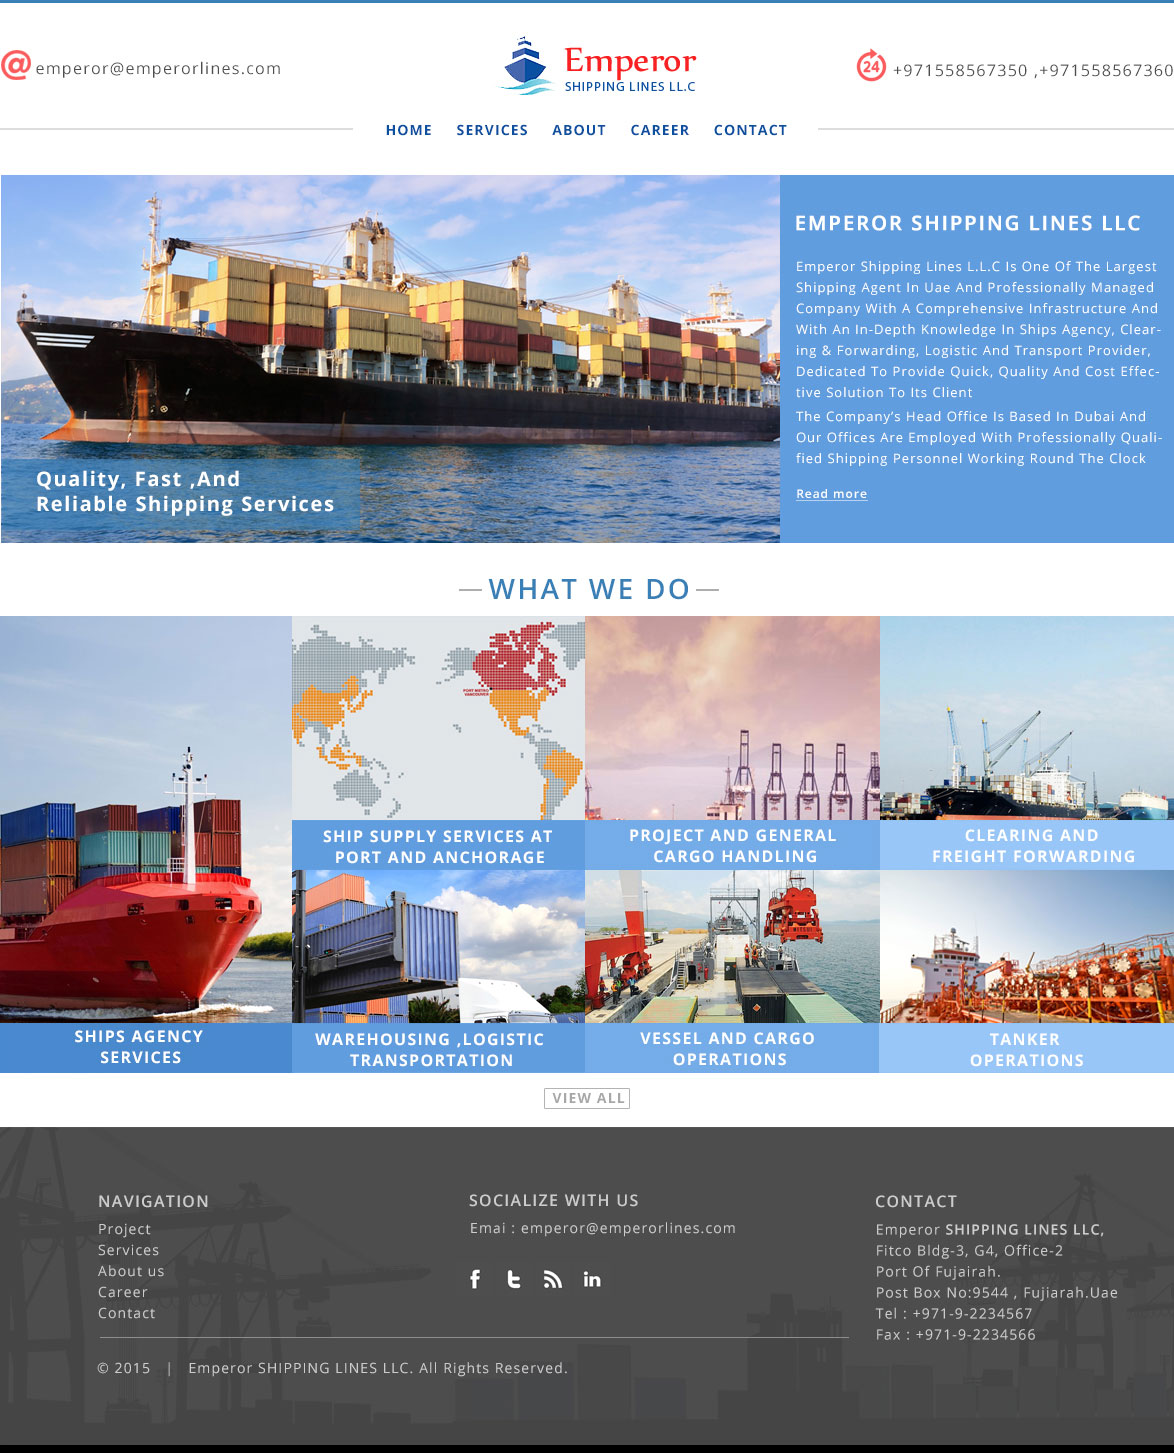 emperor@emperorlines.com
Emperor
SHIPPING LINES LL.C
24
+971558567350 ,+971558567360
HOME SERVICES ABOUT CAREER CONTACT
Quality, Fast ,And
Reliable Shipping Services
EMPEROR SHIPPING LINES LLC
Emperor Shipping Lines L.L.C Is One Of The Largest
Shipping Agent In Uae And Professionally Managed
Company With A Comprehensive Infrastructure And
With An In-Depth Knowledge In Ships Agency, Clear-
ing & Forwarding, Logistic And Transport Provider,
Dedicated To Provide Quick, Quality And Cost Effec-
tive Solution To Its Client
The Company's Head Office Is Based In Dubai And
Our Offices Are Employed With Professionally Quali-
fied Shipping Personnel Working Round The Clock
Read more
WHAT WE DO
PORT METRO
VANCOUVER
SHIP SUPPLY SERVICES AT
PORT AND ANCHORAGE
PROJECT AND GENERAL
CARGO HANDLING
CLEARING AND
FREIGHT FORWARDING
SHIPS AGENCY
SERVICES
WAREHOUSING ,LOGISTIC
TRANSPORTATION
VESSEL AND CARGO
OPERATIONS
TANKER
OPERATIONS
VIEW ALL
NAVIGATION
Project
Services
About us
Career
Contact
SOCIALIZE WITH US
Emai : emperor@emperorlines.com
CONTACT
Emperor SHIPPING LINES LLC,
Fitco Bldg-3, G4, Office-2
Port Of Fujairah.
Post Box No:9544 , Fujiarah.Uae
Tel : +971-9-2234567
Fax : +971-9-2234566
© 2015 | Emperor SHIPPING LINES LLC. All Rights Reserved.